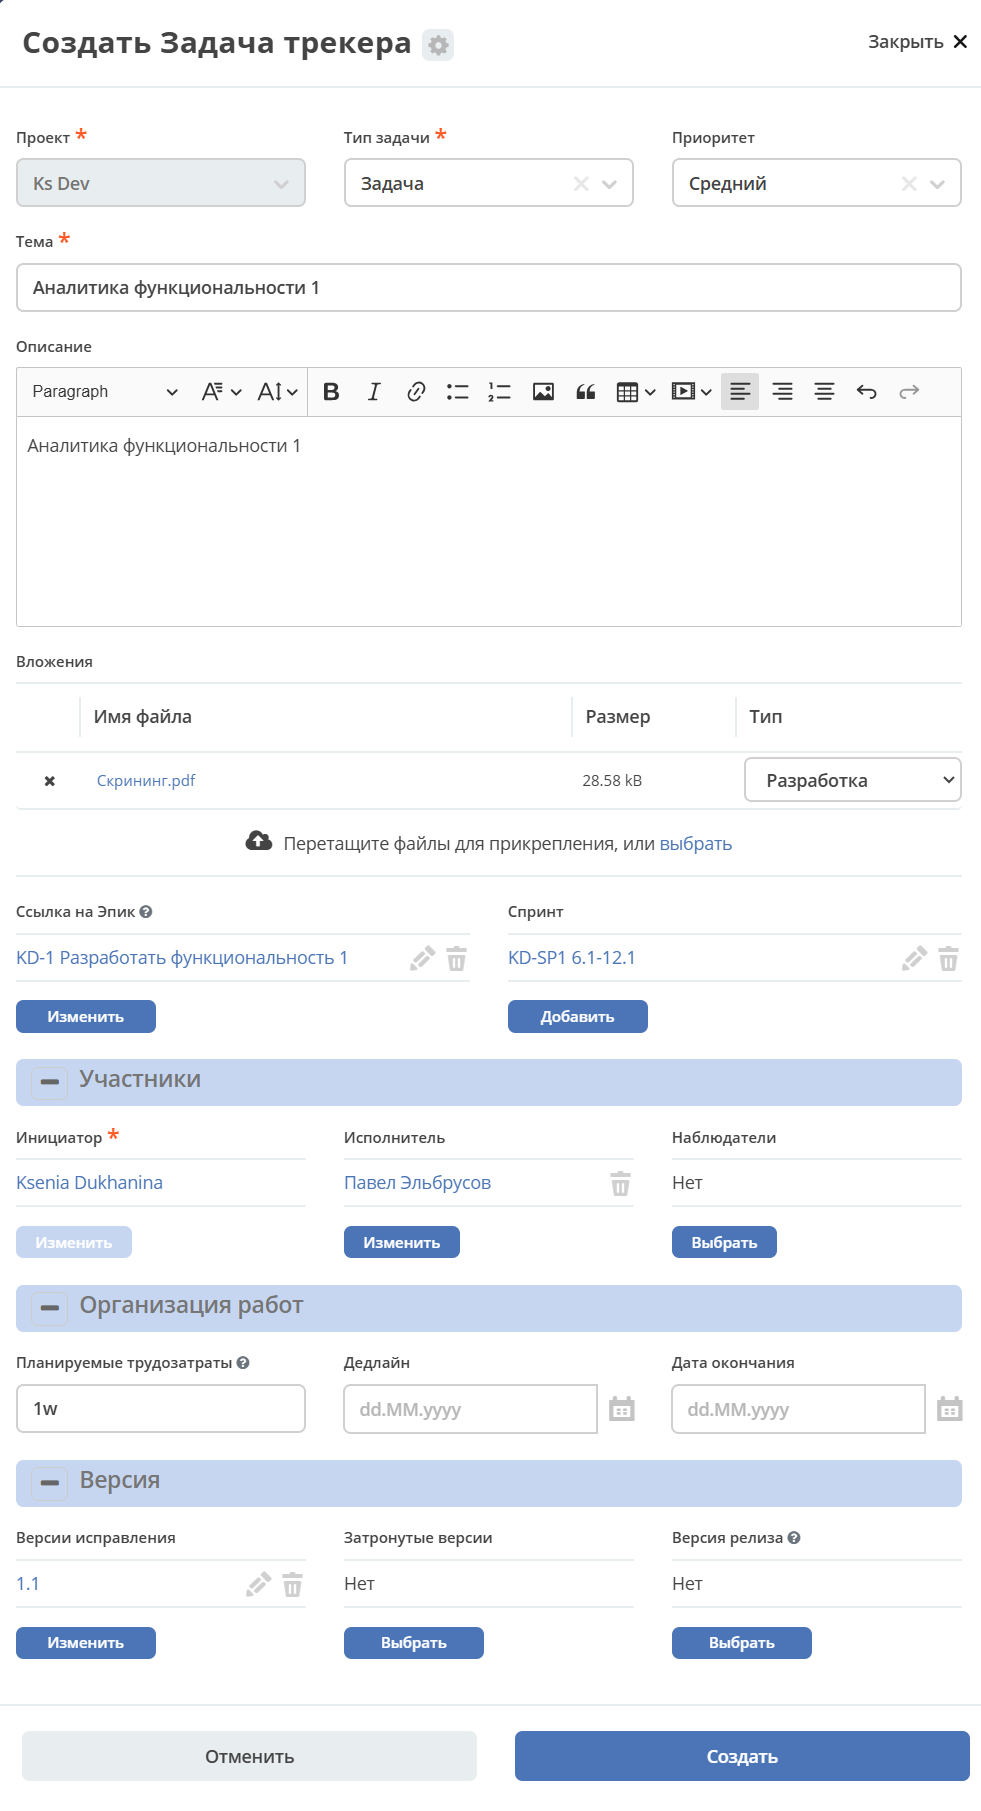 Создать Задача трекера
Закрыть
Проект *
Тип задачи *
Приоритет
Ks Dev
Задача
Средний
Тема *
Аналитика функциональности 1
Описание
Paragraph
Аналитика функциональности 1
Вложения
Имя файла
Размер
Тип
Скрининг.pdf
28.58 kB
Разработка
Перетащите файлы для прикрепления, или выбрать
Ссылка на Эпик
Спринт
KD-1 Разработать функциональность 1
KD-SP1 6.1-12.1
Изменить
Добавить
Участники
Инициатор *
Исполнитель
Наблюдатели
Ksenia Dukhanina
Павел Эльбрусов
Нет
Изменить
Изменить
Выбрать
Организация работ
Планируемые трудозатраты
Дедлайн
Дата окончания
1w
dd.MM.yyyy
dd.MM.yyyy
Версия
Версии исправления
Затронутые версии
Версия релиза
1.1
Нет
Нет
Изменить
Выбрать
Выбрать
Отменить
Создать